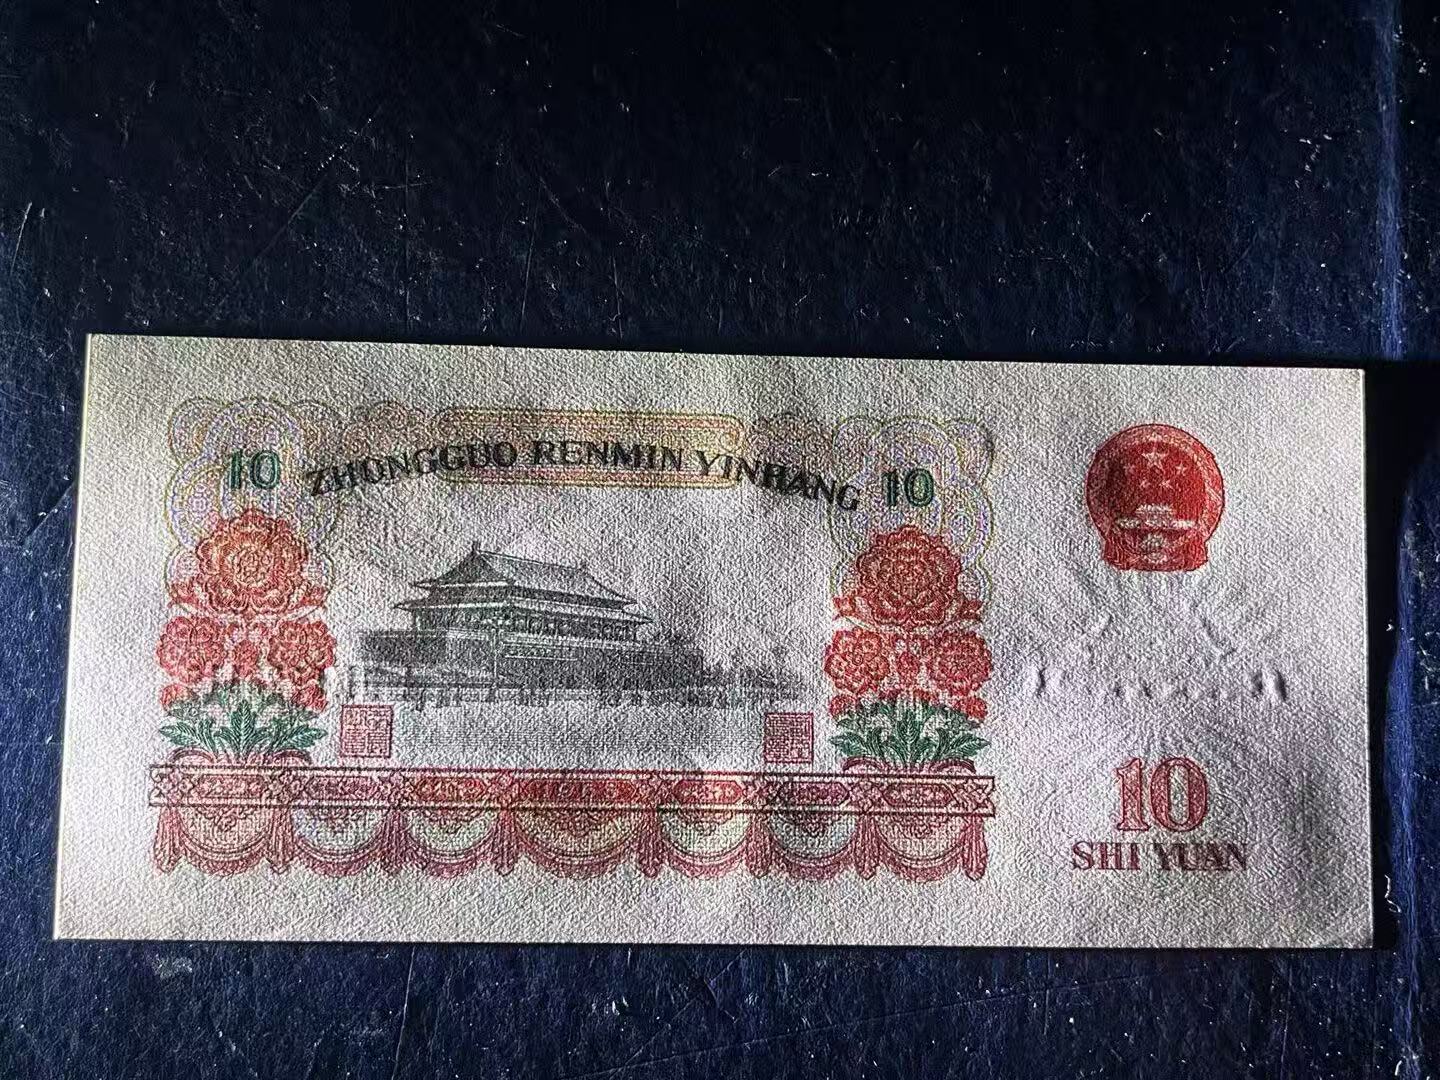 10 ZHONGGUO RENMIN YINHANG 10
10
SHI YUAN